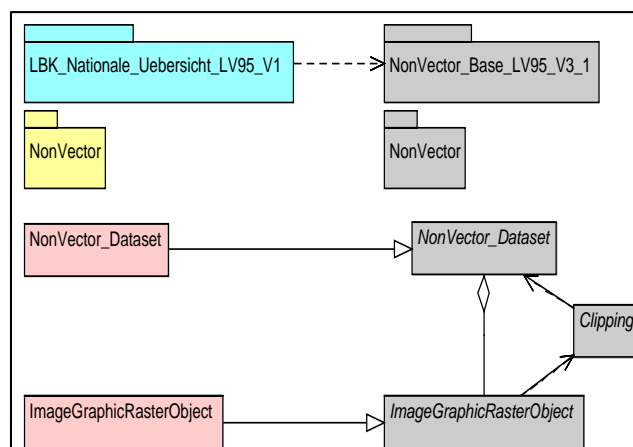 LBK_Nationale_Uebersicht_LV95_V1
NonVector_Base_LV95_V3_1
NonVector
NonVector
NonVector_Dataset
NonVector_Dataset
Clipping
ImageGraphicRasterObject
ImageGraphicRasterObject